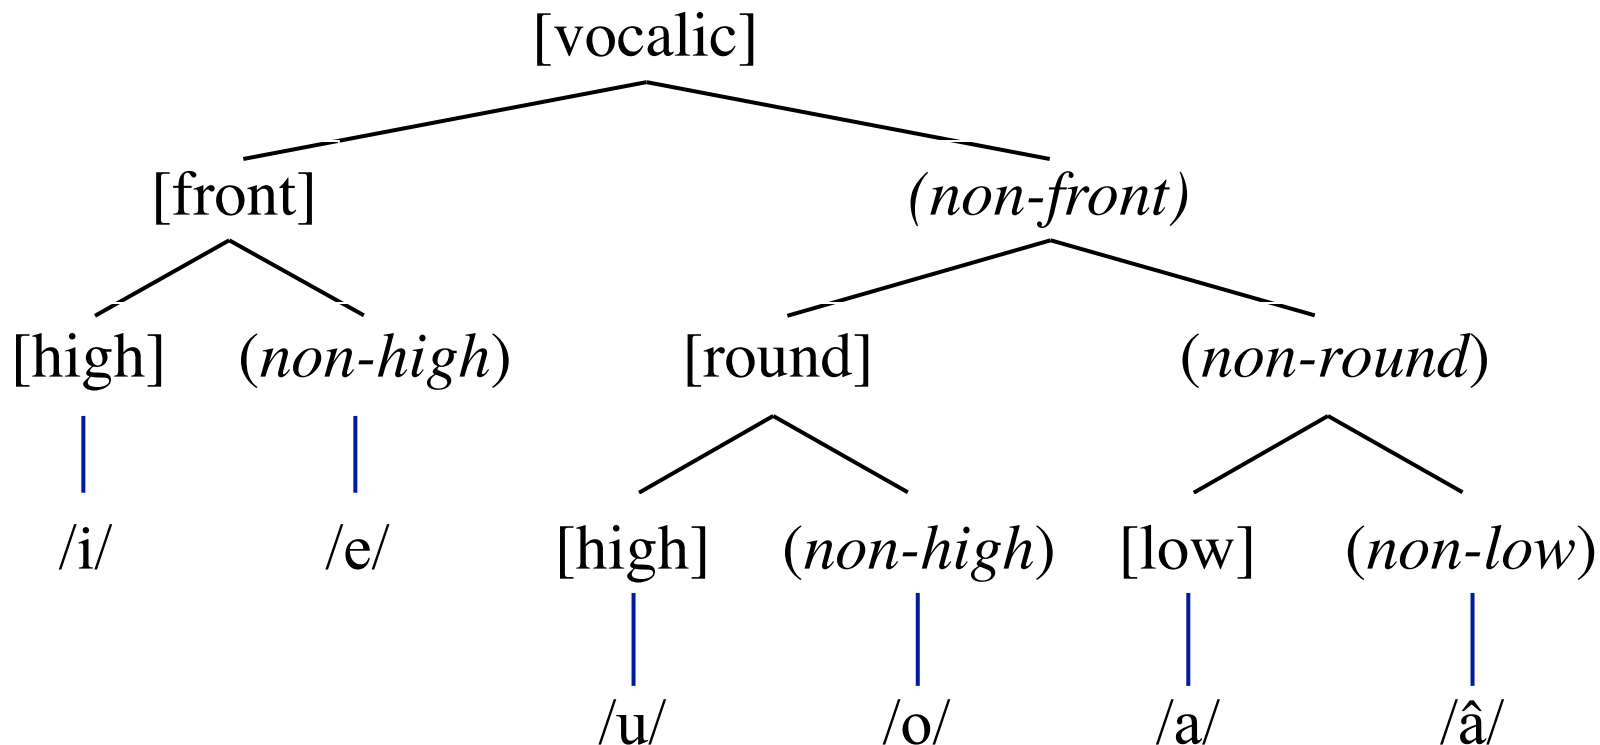 [vocalic]
[front] (non-front)
[high] (non-high) [round] (non-round)
/i/ /e/ [high] (non-high) [low] (non-low)
/u/ /o/ /a/ /â/